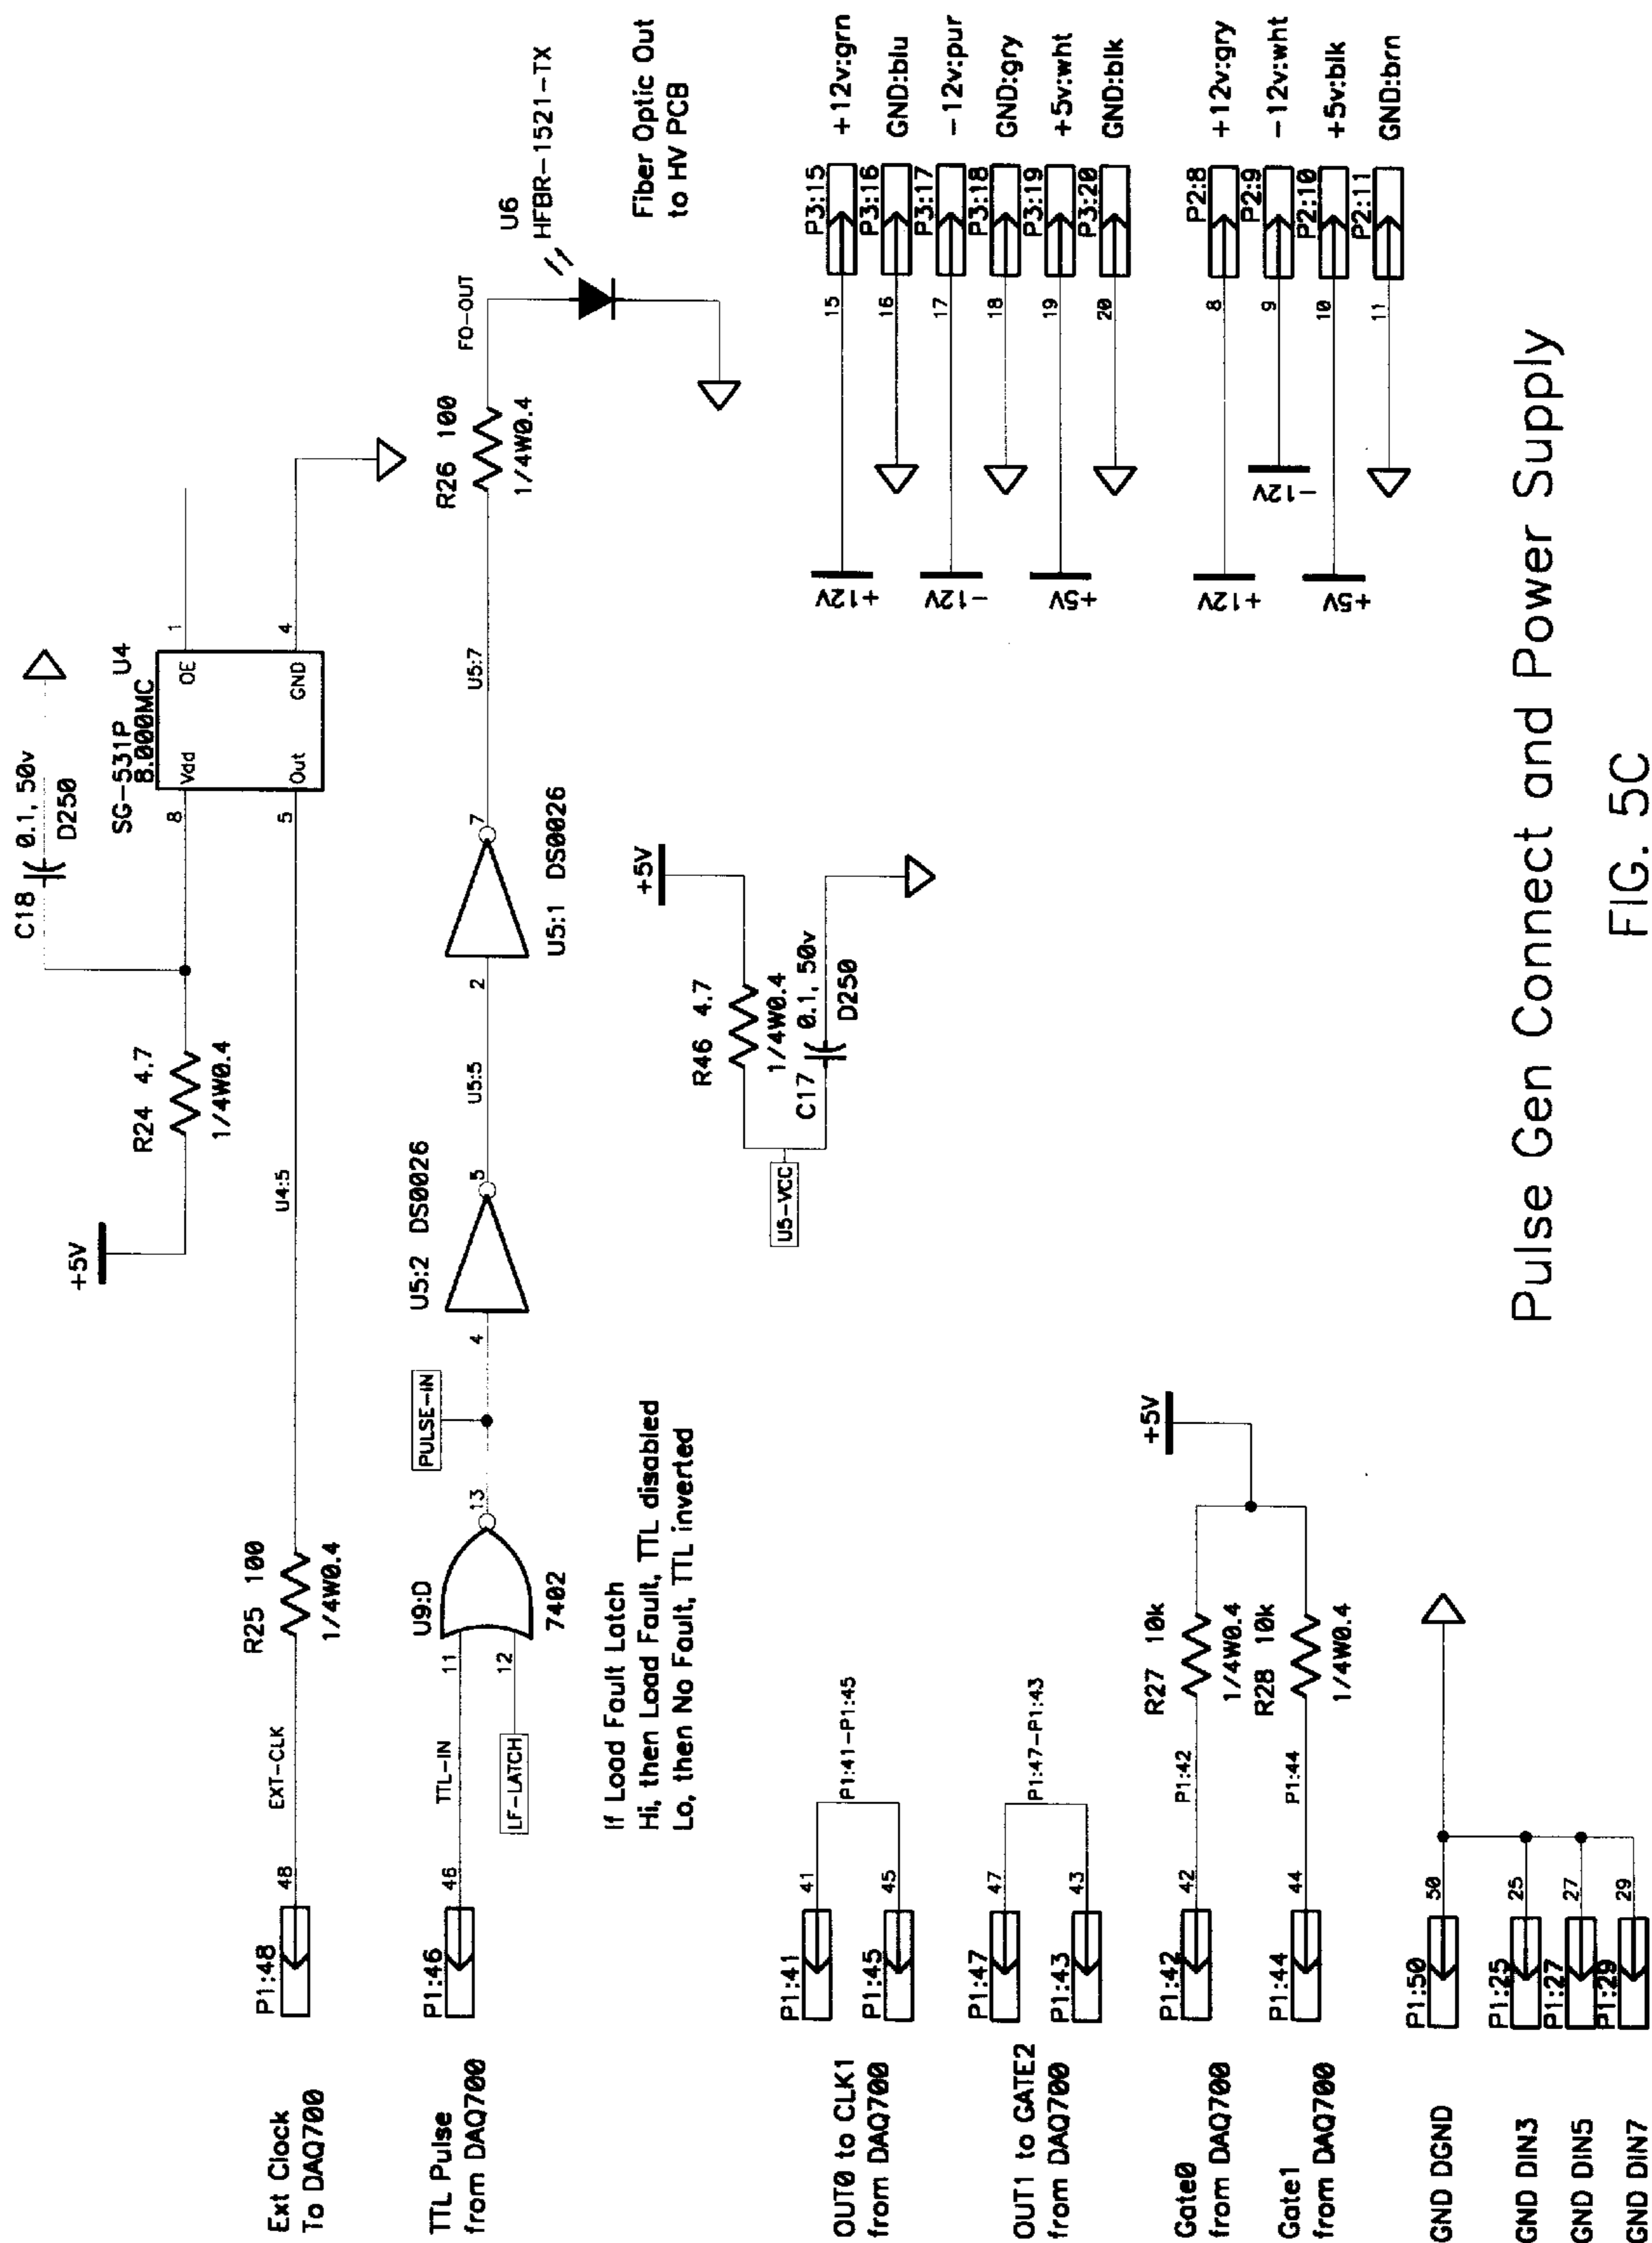 Ext Clock
To DAQ700
P1:48
48
EXT-CLK
R25 100
1/4W0.4
U4:5
+5V
R24 4.7
1/4W0.4
C18
0.1, 50v
D250
SG-531P
8.000MC
U4
8
Vdd
OE
1
5
Out
GND
4
TTL Pulse
from DAQ700
P1:46
46
TTL-IN
LF-LATCH
11
12
U9:D
7402
13
PULSE-IN
4
U5:2 DS0026
5
U5:5
2
U5:1 DS0026
7
U5:7
R26 100
1/4W0.4
FO-OUT
U6
HFBR-1521-TX
Fiber Optic Out
to HV PCB
If Load Fault Latch
Hi, then Load Fault, TTL disabled
Lo, then No Fault, TTL inverted
U5-VCC
R46 4.7
1/4W0.4
C17
0.1, 50v
D250
+5V
OUT0 to CLK1
from DAQ700
P1:41
41
P1:45
45
P1:41-P1:45
OUT1 to GATE2
from DAQ700
P1:47
47
P1:43
43
P1:47-P1:43
Gate0
from DAQ700
P1:42
42
P1:42
R27 10k
1/4W0.4
+5V
Gate1
from DAQ700
P1:44
44
P1:44
R28 10k
1/4W0.4
GND DGND
P1:50
50
GND DIN3
P1:25
25
GND DIN5
P1:27
27
GND DIN7
P1:29
29
+12V
15
P3:15
+12v:grn
16
P3:16
GND:blu
-12V
17
P3:17
-12v:pur
18
P3:18
GND:gry
+5V
19
P3:19
+5v:wht
20
P3:20
GND:blk
+12V
8
P2:8
+12v:gry
-12V
9
P2:9
-12v:wht
+5V
10
P2:10
+5v:blk
11
P2:11
GND:brn
Pulse Gen Connect and Power Supply
FIG. 5C